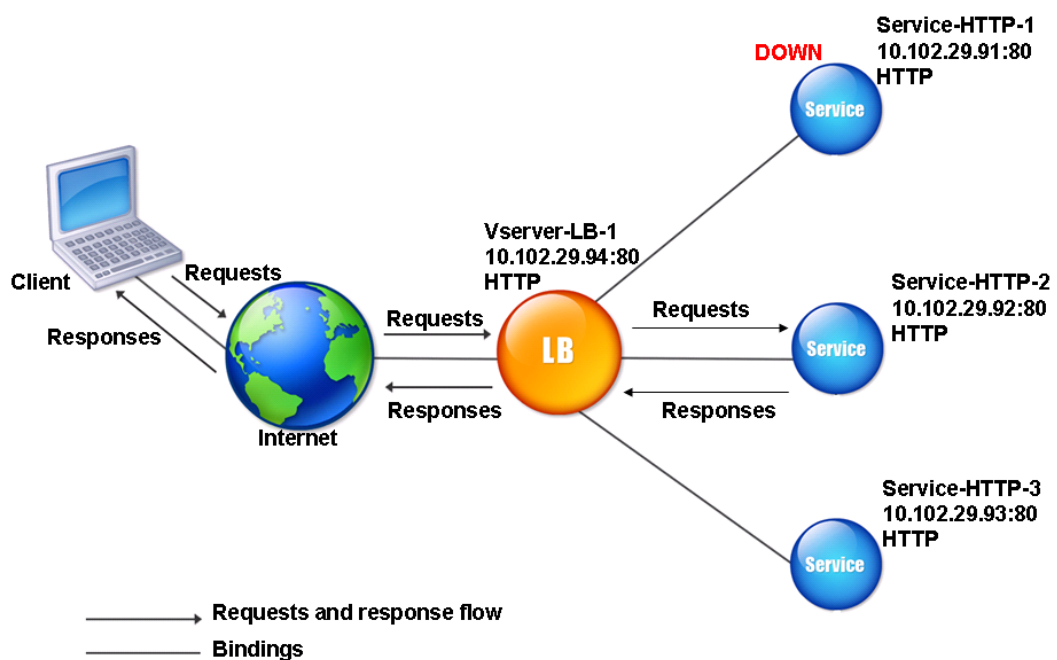 Service-HTTP-1
DOWN
10.102.29.91:80
HTTP
Service
Vserver-LB-1
10.102.29.94:80
HTTP
Client
Requests
Responses
Internet
Requests
Responses
LB
Requests
Responses
Service-HTTP-2
10.102.29.92:80
HTTP
Service
Service-HTTP-3
10.102.29.93:80
HTTP
Service
Requests and response flow
Bindings